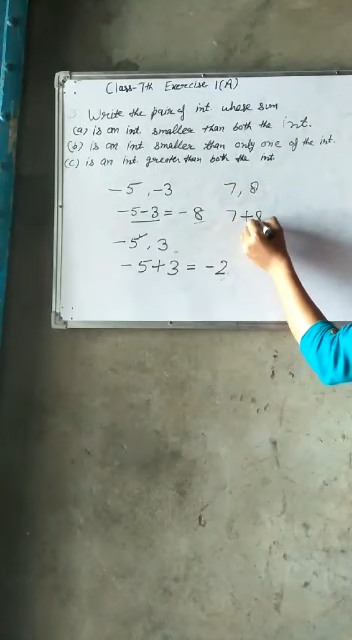 Class-7th Exercise 1(A)
3. Write the pair of int. whose sum
(a) is an int. smaller than both the int.
(b) is an int smaller than only one of the int.
(c) is an int. greater than both the int
-5, -3 7, 8
-5-3 = -8 7+8
-5, 3
-5+3 = -2